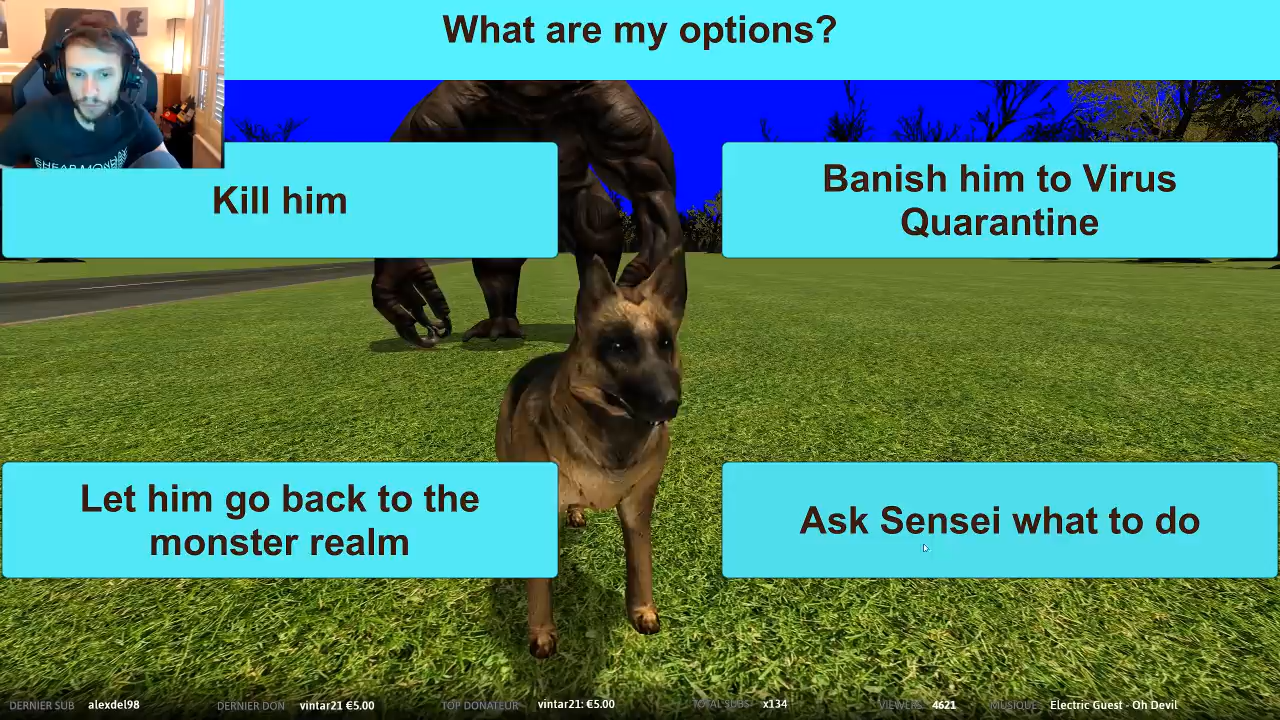 What are my options?
Kill him
Banish him to Virus
Quarantine
Let him go back to the
monster realm
Ask Sensei what to do
DERNIER SUB alexdel98 DERNIER DON vintar21 €5.00 TOP DONATEUR vintar21: €5.00 TOTAL SUBS x134 VIEWERS 4621 MUSIQUE Electric Guest - Oh Devil